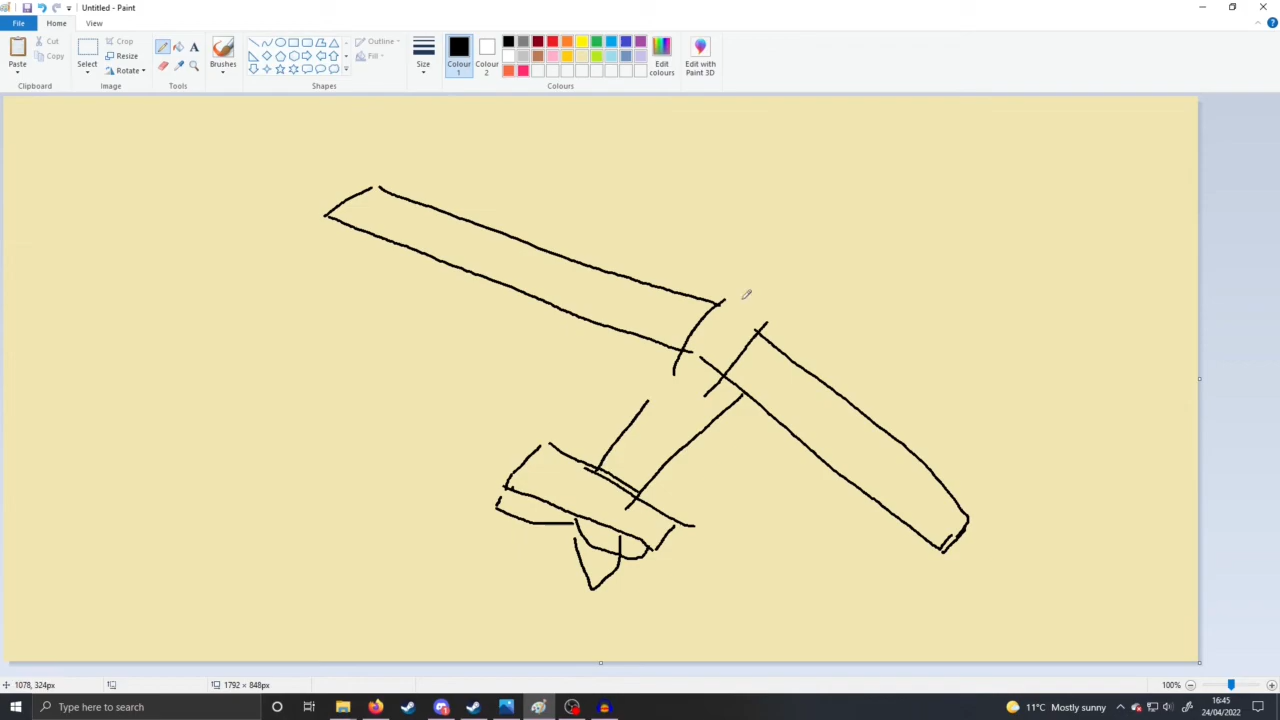 Untitled - Paint
File Home View
Paste Cut Copy
Clipboard
Select Crop Resize Rotate
Image
A
Tools
Brushes
Outline Fill
Shapes
Size
Colour 1
Colour 2
Edit colours
Edit with Paint 3D
Colours
1078, 324px
1792 × 848px
100%
Type here to search
11°C Mostly sunny
16:45
24/04/2022